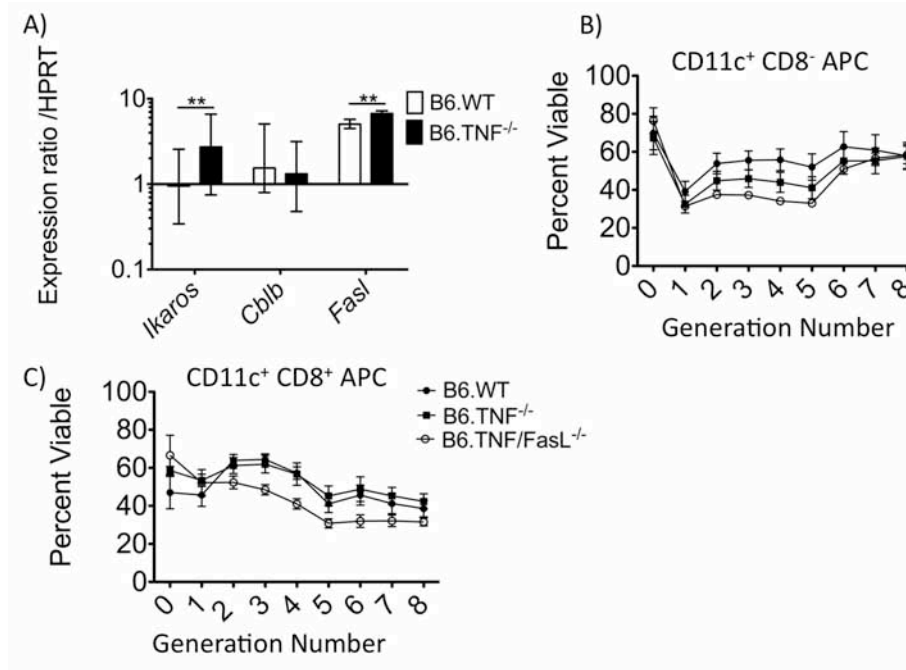 A)
Expression ratio /HPRT
10
1
0.1
**
**
B6.WT
B6.TNF-/-
Ikaros
Cblb
Fasl
B)
CD11c+ CD8- APC
Percent Viable
100
80
60
40
20
0
0 1 2 3 4 5 6 7 8
Generation Number
C)
CD11c+ CD8+ APC
Percent Viable
100
80
60
40
20
0
0 1 2 3 4 5 6 7 8
Generation Number
B6.WT
B6.TNF-/-
B6.TNF/FasL-/-